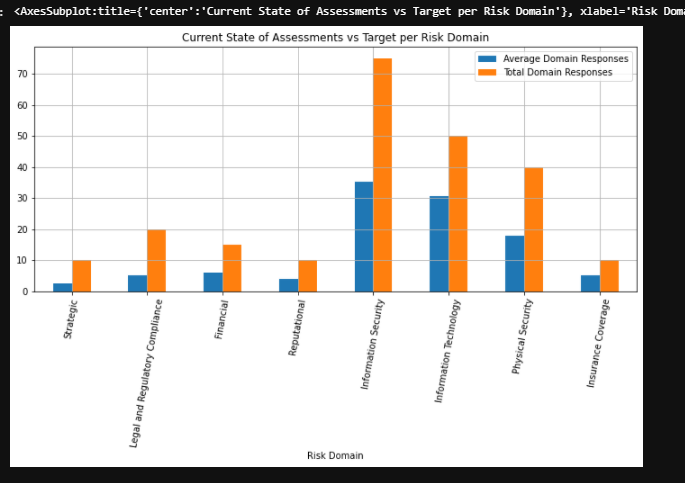 : <AxesSubplot:title={'center':'Current State of Assessments vs Target per Risk Domain'}, xlabel='Risk Doma
Current State of Assessments vs Target per Risk Domain
Average Domain Responses
Total Domain Responses
70
60
50
40
30
20
10
0
Strategic
Legal and Regulatory Compliance
Financial
Reputational
Information Security
Information Technology
Physical Security
Insurance Coverage
Risk Domain